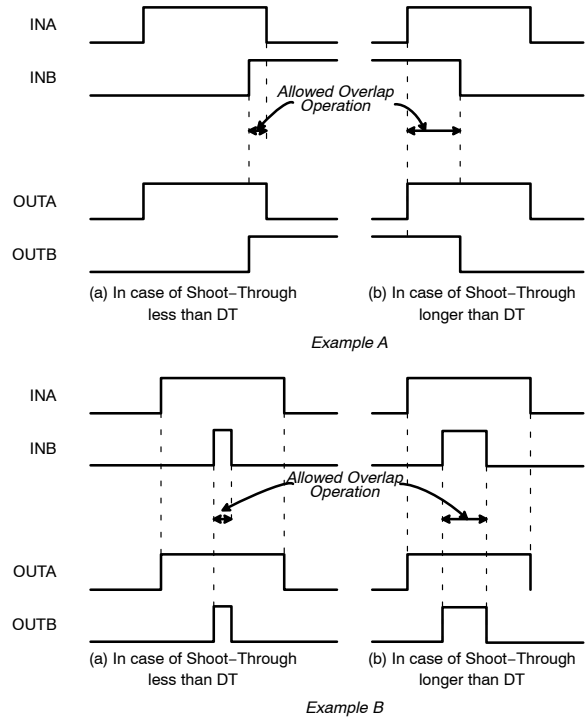 INA
INB
Allowed Overlap
Operation
OUTA
OUTB
(a) In case of Shoot−Through
less than DT
(b) In case of Shoot−Through
longer than DT
Example A
INA
INB
Allowed Overlap
Operation
OUTA
OUTB
(a) In case of Shoot−Through
less than DT
(b) In case of Shoot−Through
longer than DT
Example B